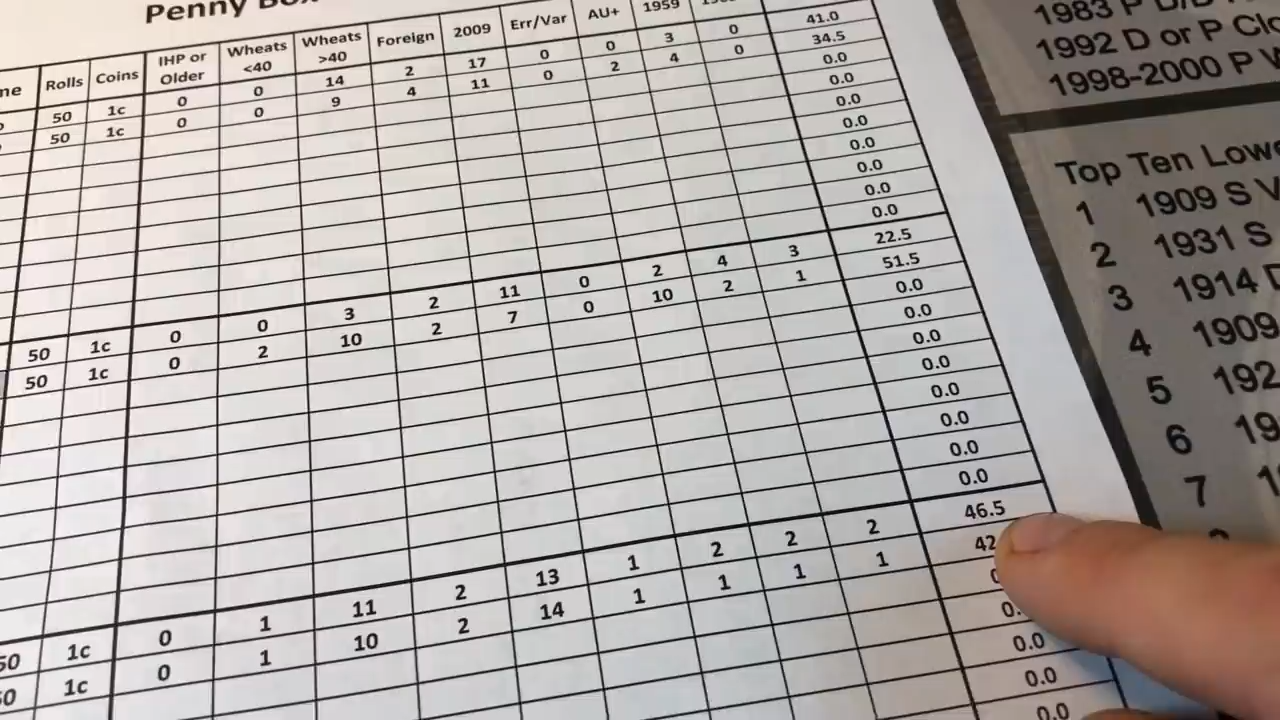 Penny Box
ne Rolls Coins IHP or Older Wheats <40 Wheats >40 Foreign 2009 Err/Var AU+ 1959
50 1c 0 0 14 2 17 0 0 3 0 41.0
50 1c 0 0 9 4 11 0 2 4 0 34.5
0.0
0.0
0.0
0.0
0.0
0.0
0.0
0.0
50 1c 0 0 3 2 11 0 2 4 3 22.5
50 1c 0 2 10 2 7 0 10 2 1 51.5
0.0
0.0
0.0
0.0
0.0
0.0
0.0
0.0
50 1c 0 1 11 2 13 1 2 2 2 46.5
50 1c 0 1 10 2 14 1 1 1 1 42
0
0.
0.0
0.0
0.0
1983 P D/D
1992 D or P Clo
1998-2000 P W
Top Ten Lowe
1 1909 S V
2 1931 S
3 1914 D
4 1909
5 192
6 19
7 1